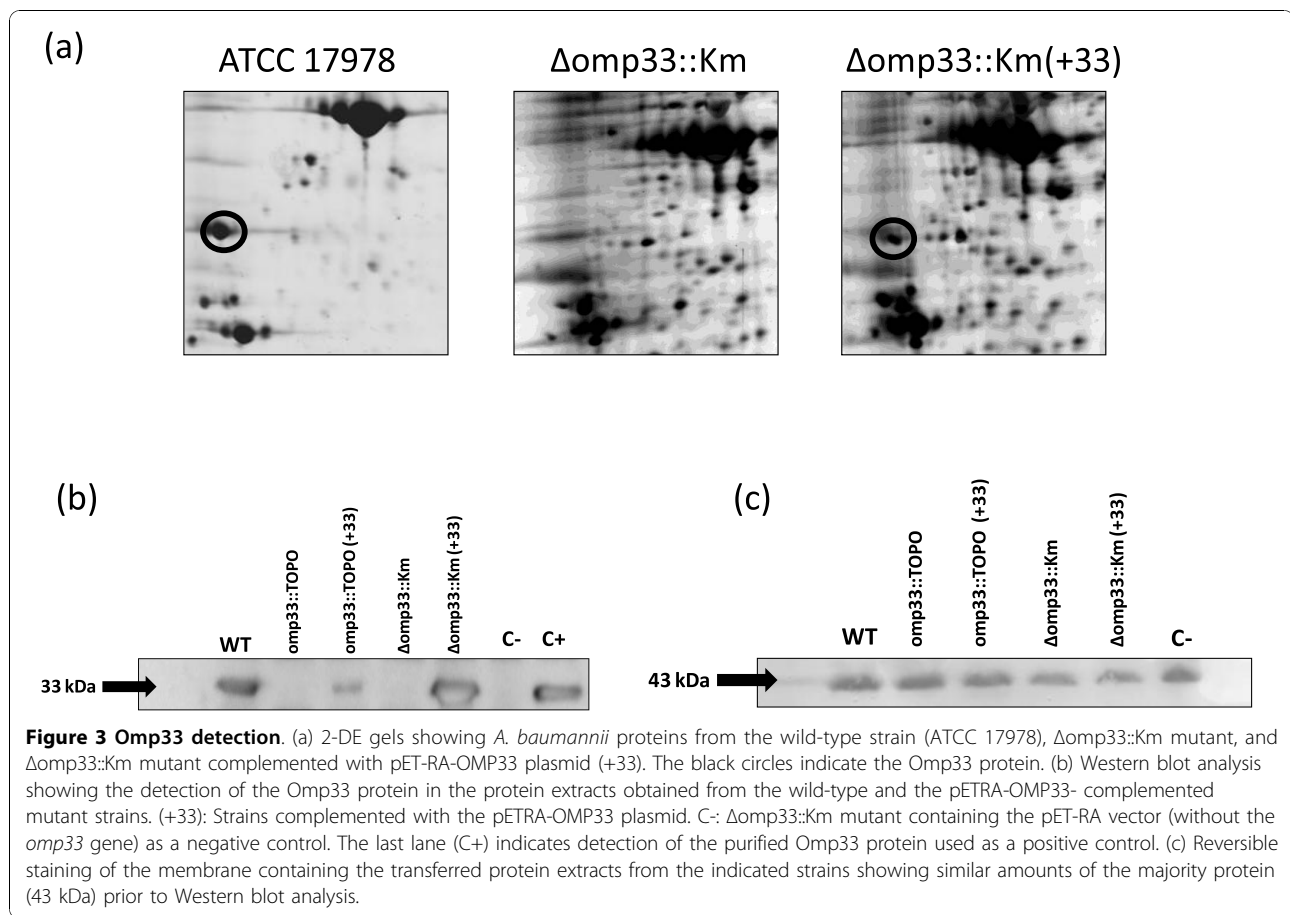 (a)
ATCC 17978
Δomp33::Km
Δomp33::Km(+33)
(b)
WT
omp33::TOPO
omp33::TOPO (+33)
Δomp33::Km
Δomp33::Km (+33)
C-
C+
33 kDa
(c)
WT
omp33::TOPO
omp33::TOPO (+33)
Δomp33::Km
Δomp33::Km (+33)
C-
43 kDa
Figure 3 Omp33 detection. (a) 2-DE gels showing A. baumannii proteins from the wild-type strain (ATCC 17978), Δomp33::Km mutant, and
Δomp33::Km mutant complemented with pET-RA-OMP33 plasmid (+33). The black circles indicate the Omp33 protein. (b) Western blot analysis
showing the detection of the Omp33 protein in the protein extracts obtained from the wild-type and the pETRA-OMP33- complemented
mutant strains. (+33): Strains complemented with the pETRA-OMP33 plasmid. C-: Δomp33::Km mutant containing the pET-RA vector (without the
omp33 gene) as a negative control. The last lane (C+) indicates detection of the purified Omp33 protein used as a positive control. (c) Reversible
staining of the membrane containing the transferred protein extracts from the indicated strains showing similar amounts of the majority protein
(43 kDa) prior to Western blot analysis.